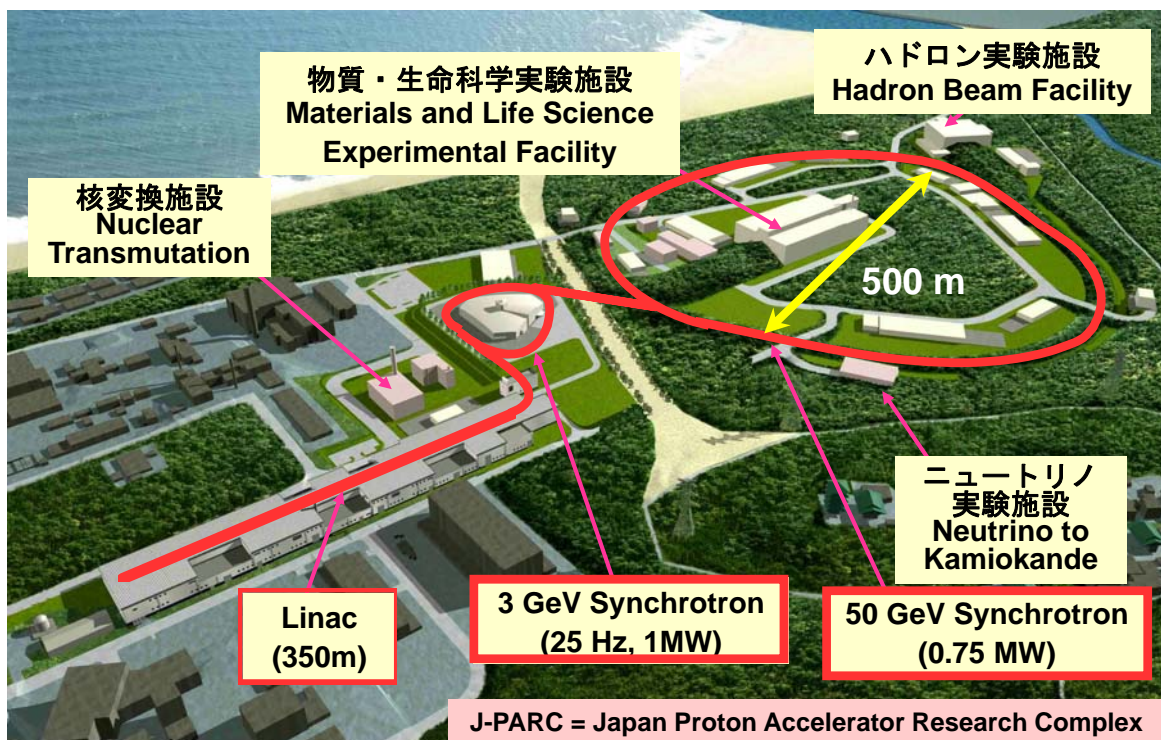 物質・生命科学実験施設
Materials and Life Science
Experimental Facility
ハドロン実験施設
Hadron Beam Facility
核変換施設
Nuclear
Transmutation
500 m
ニュートリノ
実験施設
Neutrino to
Kamiokande
Linac
(350m)
3 GeV Synchrotron
(25 Hz, 1MW)
50 GeV Synchrotron
(0.75 MW)
J-PARC = Japan Proton Accelerator Research Complex